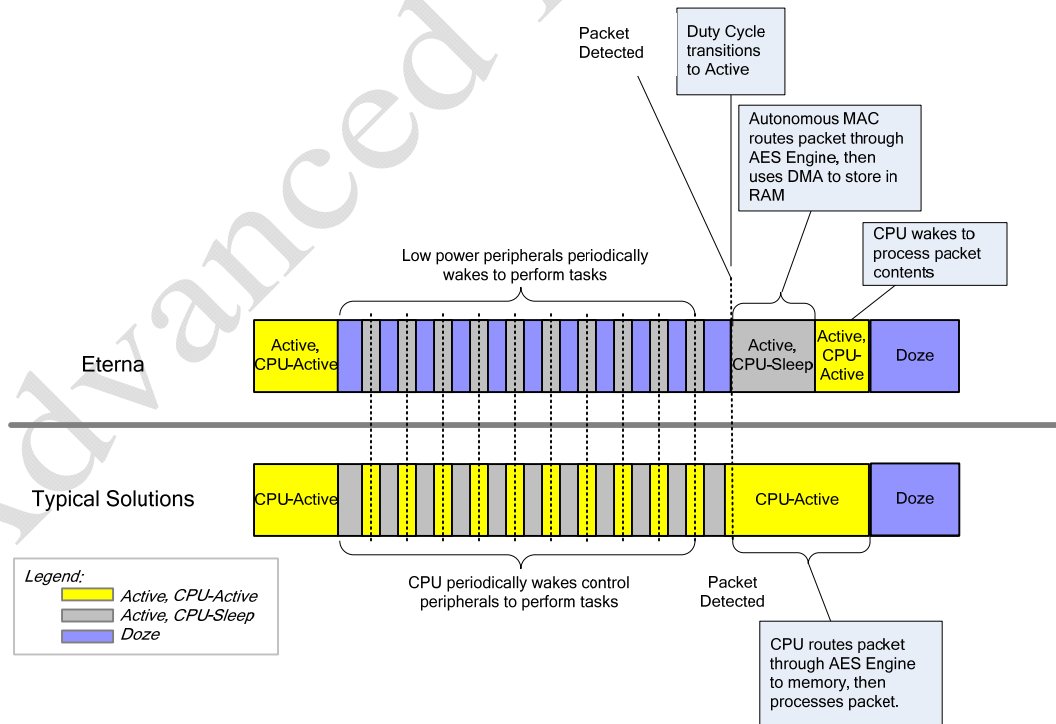 Advanced
Packet
Detected
Duty Cycle
transitions
to Active
Autonomous MAC
routes packet through
AES Engine, then
uses DMA to store in
RAM
CPU wakes to
process packet
contents
Low power peripherals periodically
wakes to perform tasks
Eterna
Active,
CPU-Active
Active,
CPU-Sleep
Active,
CPU-
Active
Doze
Typical Solutions
CPU-Active
CPU-Active
Doze
CPU periodically wakes control
peripherals to perform tasks
Packet
Detected
CPU routes packet
through AES Engine
to memory, then
processes packet.
Legend:
Active, CPU-Active
Active, CPU-Sleep
Doze